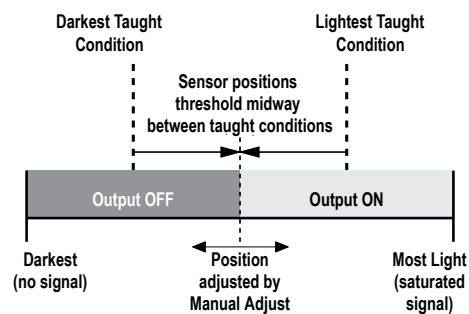 Darkest Taught
Condition
Lightest Taught
Condition
Sensor positions
threshold midway
between taught conditions
Output OFF
Output ON
Darkest
(no signal)
Position
adjusted by
Manual Adjust
Most Light
(saturated
signal)